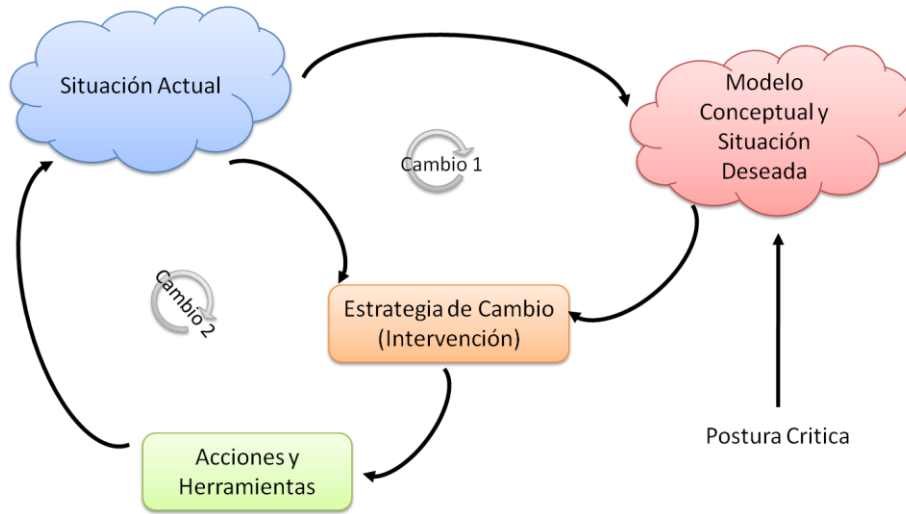 Situación Actual
Modelo
Conceptual y
Situación
Deseada
Cambio 1
Cambio 2
Estrategia de Cambio
(Intervención)
Postura Critica
Acciones y
Herramientas